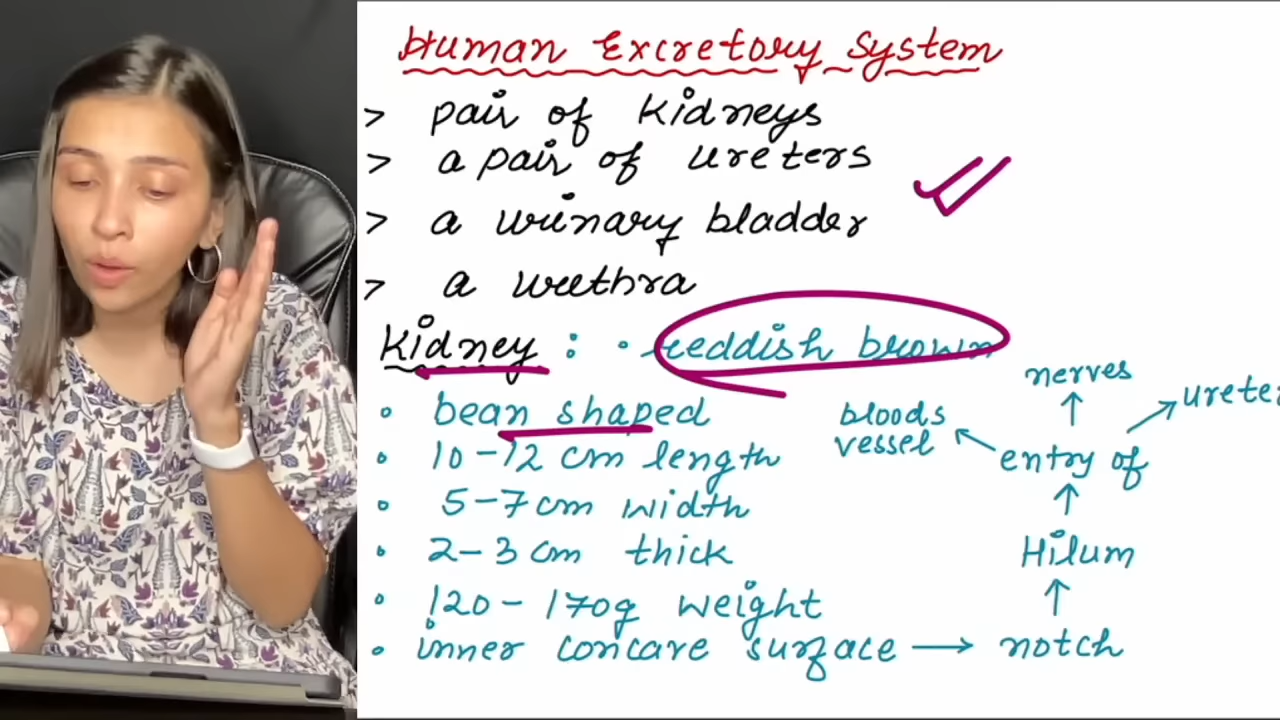 Human Excretory System
> pair of kidneys
> a pair of ureters
> a urinary bladder
> a urethra
Kidney : • reddish brown
• bean shaped
• 10-12 cm length
• 5-7cm width
• 2-3 cm thick
• 120-170g weight
• inner concave surface → notch
↑
Hilum
↑
entry of
bloods vessel
nerves
ureter